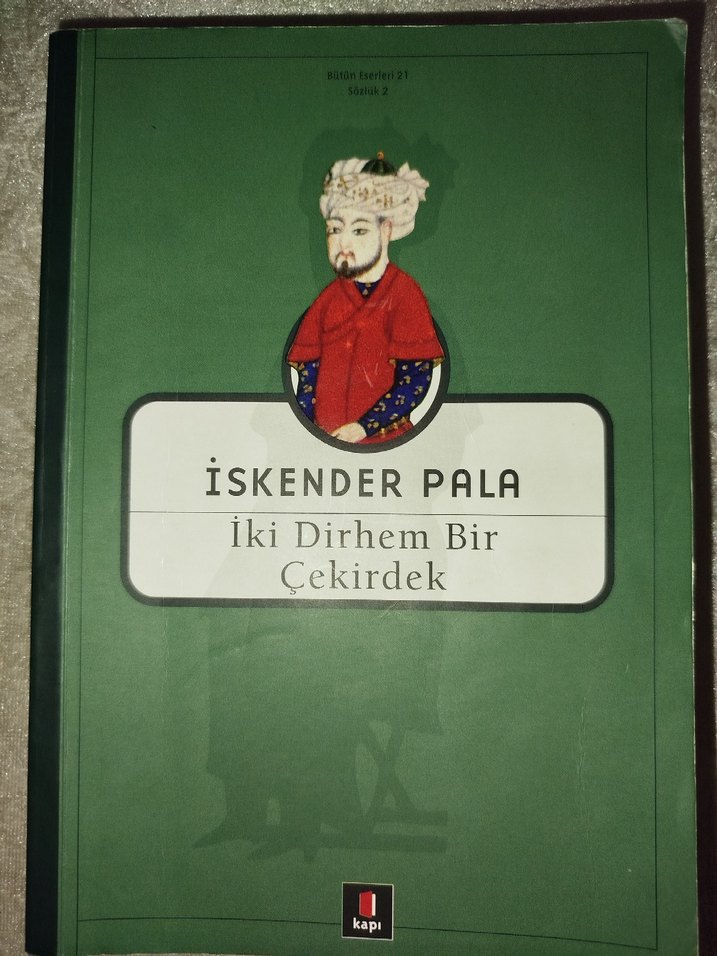 Bütün Eserleri 21
Sözlük 2
İSKENDER PALA
İki Dirhem Bir
Çekirdek
kapı